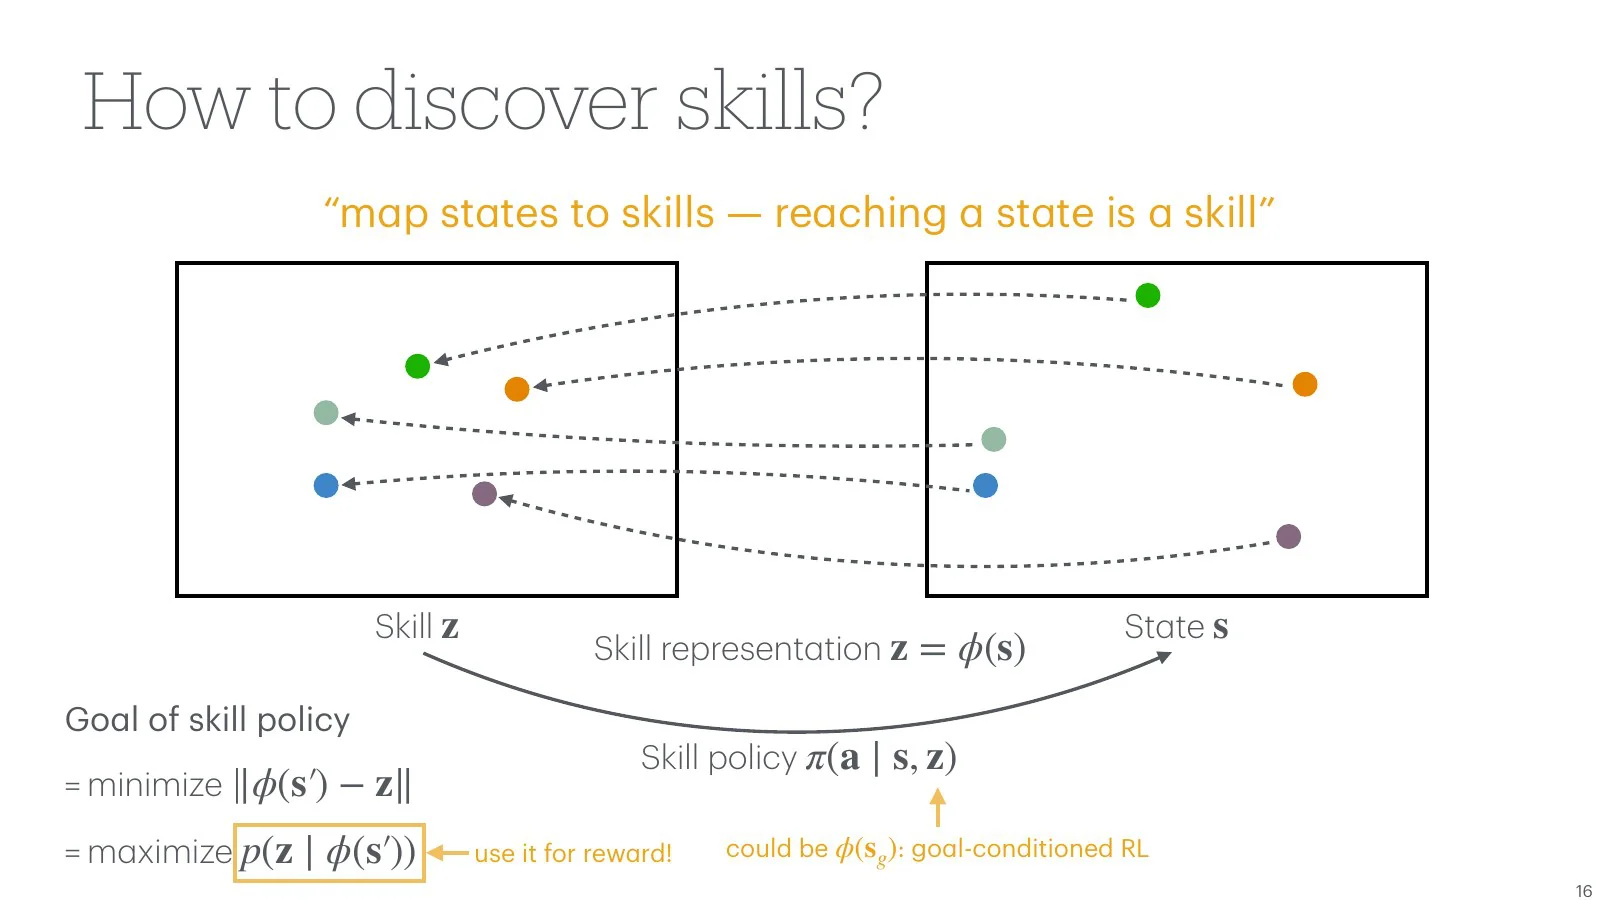 How to discover skills?
“map states to skills — reaching a state is a skill”
Skill z
State s
Skill representation z = ϕ(s)
Goal of skill policy
Skill policy π(a | s, z)
= minimize ‖ϕ(s′) − z‖
= maximize p(z | ϕ(s′))
use it for reward!
could be ϕ(s_g): goal-conditioned RL
16